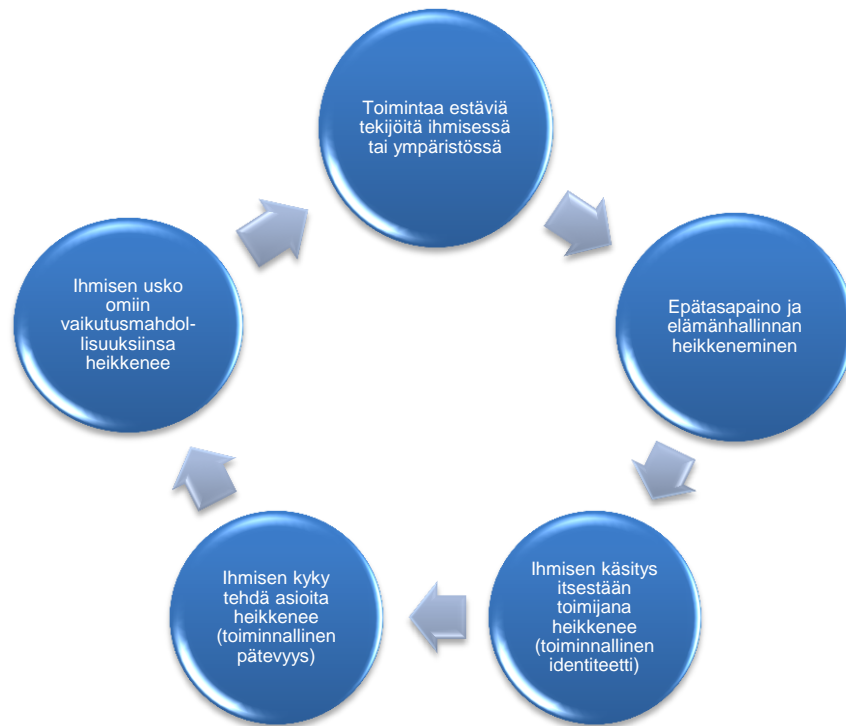 Toimintaa estäviä
tekijöitä ihmisessä
tai ympäristössä
Epätasapaino ja
elämänhallinnan
heikkeneminen
Ihmisen käsitys
itsestään
toimijana
heikkenee
(toiminnallinen
identiteetti)
Ihmisen kyky
tehdä asioita
heikkenee
(toiminnallinen
pätevyys)
Ihmisen usko
omiin
vaikutusmahdol-
lisuuksiinsa
heikkenee